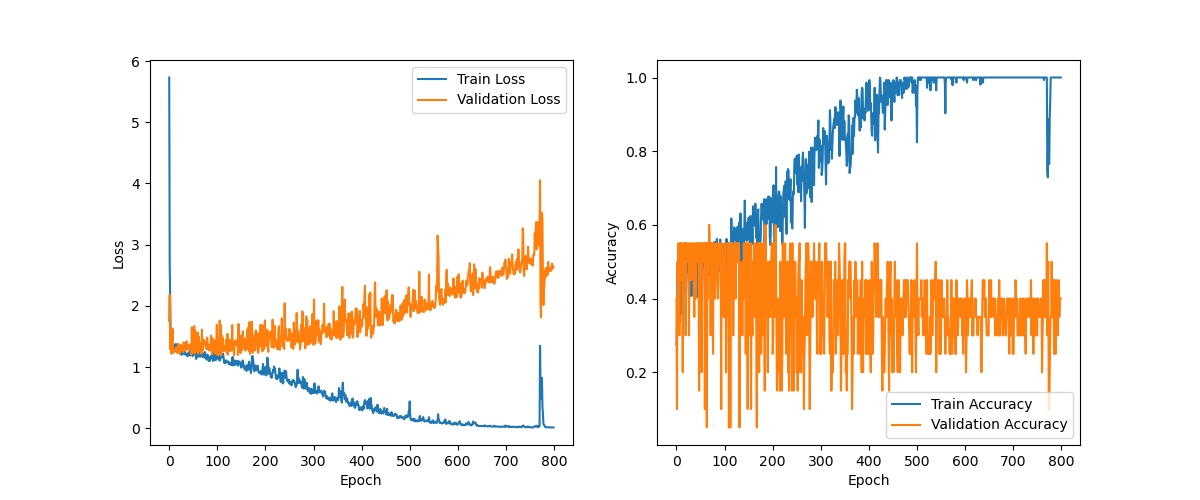 6
5
4
3
2
1
0
Loss
0 100 200 300 400 500 600 700 800
Epoch
Train Loss
Validation Loss
1.0
0.8
0.6
0.4
0.2
Accuracy
0 100 200 300 400 500 600 700 800
Epoch
Train Accuracy
Validation Accuracy